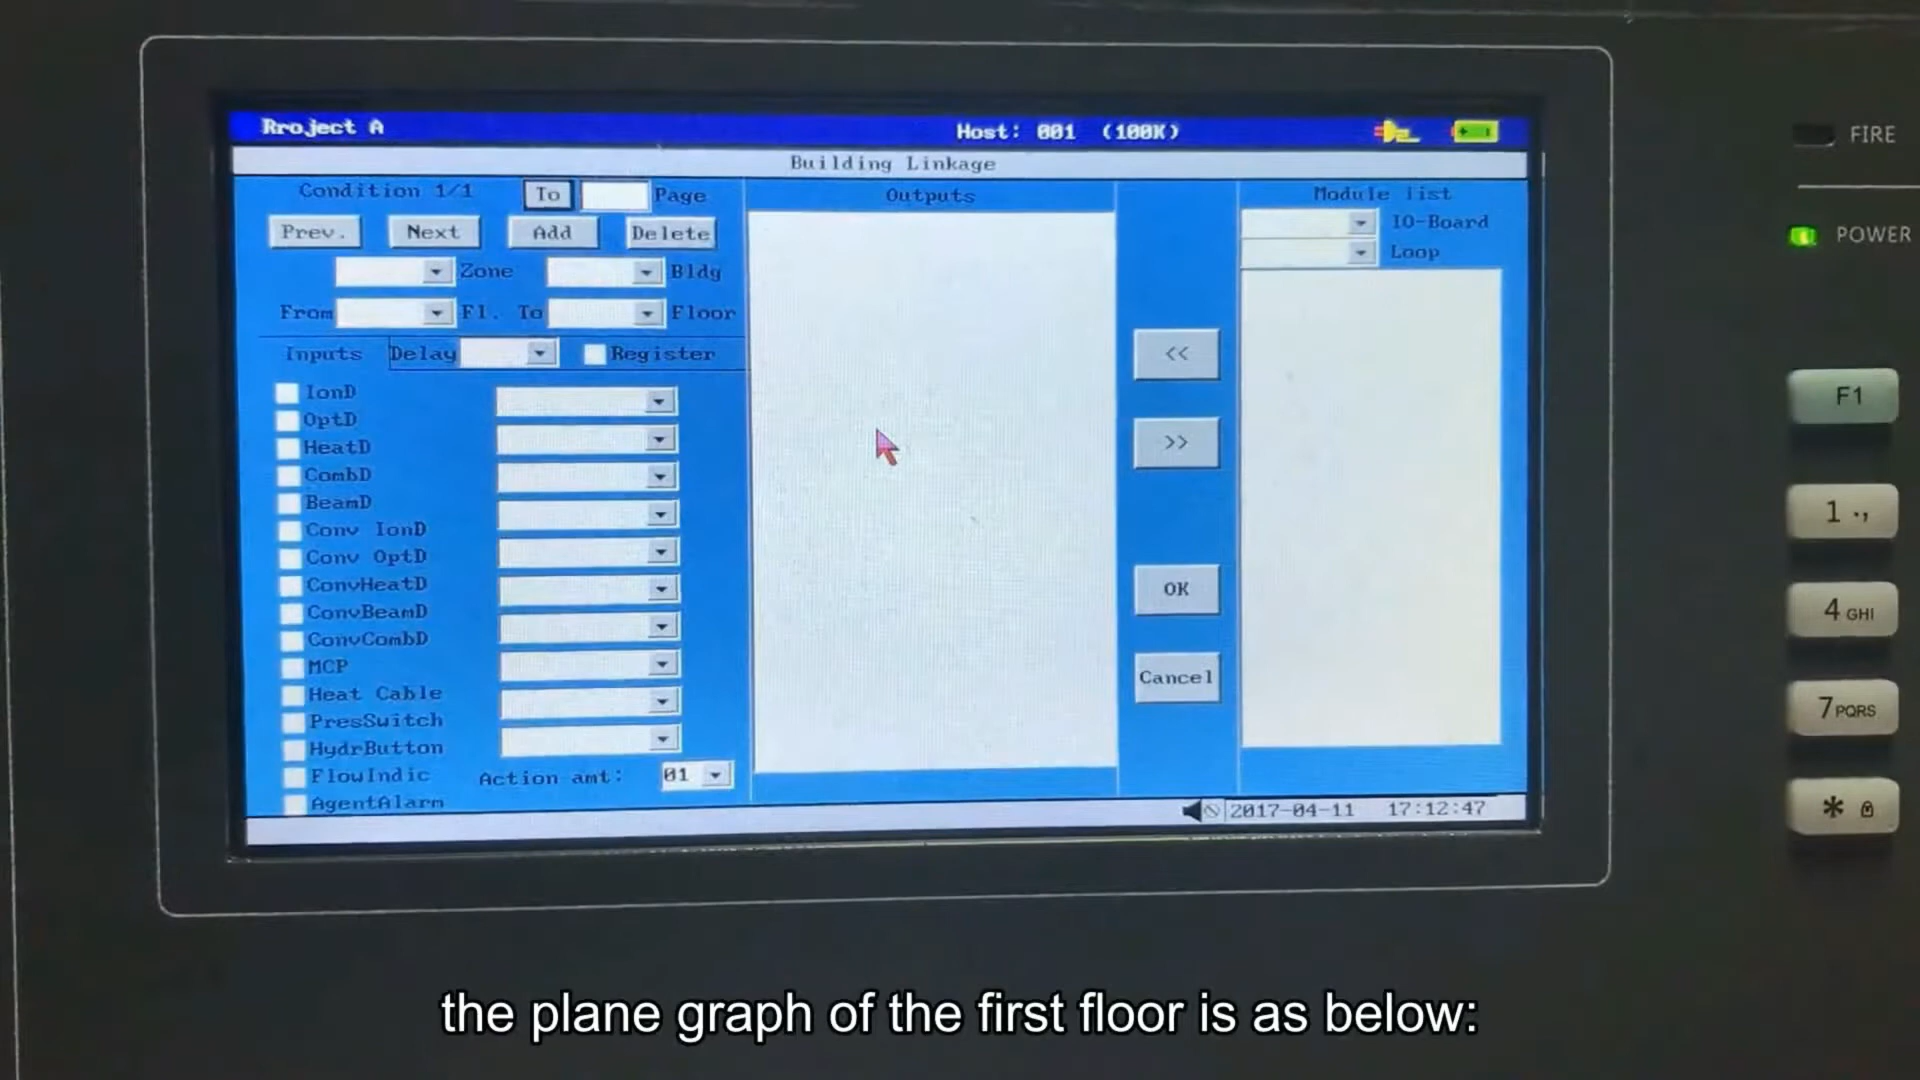 Rroject A
Host: 001 (100K)
Building Linkage
Condition 1/1 To Page
Prev. Next Add Delete
Zone Bldg
From Fl. To Floor
Inputs Delay Register
IonD
OptD
HeatD
CombD
BeamD
Conv IonD
Conv OptD
ConvHeatD
ConvBeamD
ConvCombD
MCP
Heat Cable
PresSwitch
HydrButton
FlowIndic
AgentAlarm
Action amt: 01
Outputs
<<
>>
OK
Cancel
Module list
IO-Board
Loop
2017-04-11 17:12:47
FIRE
POWER
F1
1 .,
4 GHI
7 PQRS
*
the plane graph of the first floor is as below: